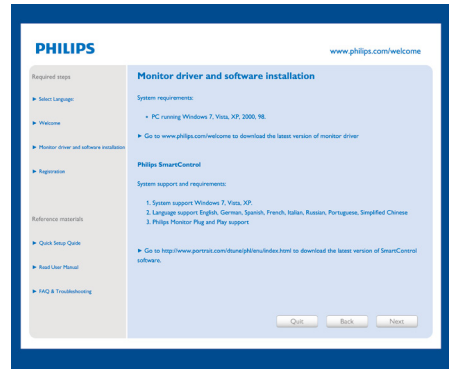 PHILIPS
www.philips.com/welcome
Required steps
Select Language:
Welcome
Monitor driver and software installation
Registration
Reference materials
Quick Setup Guide
Read User Manual
FAQ & Troubleshooting
Monitor driver and software installation
System requirements:
• PC running Windows 7, Vista, XP, 2000, 98.
Go to www.philips.com/welcome to download the latest version of monitor driver
Philips SmartControl
System support and requirements:
1. System support Windows 7, Vista, XP.
2. Language support English, German, Spanish, French, Italian, Russian, Portuguese, Simplified Chinese
3. Philips Monitor Plug and Play support
Go to http://www.portrait.com/dtune/phl/enu/index.html to download the latest version of SmartControl
software.
Quit
Back
Next